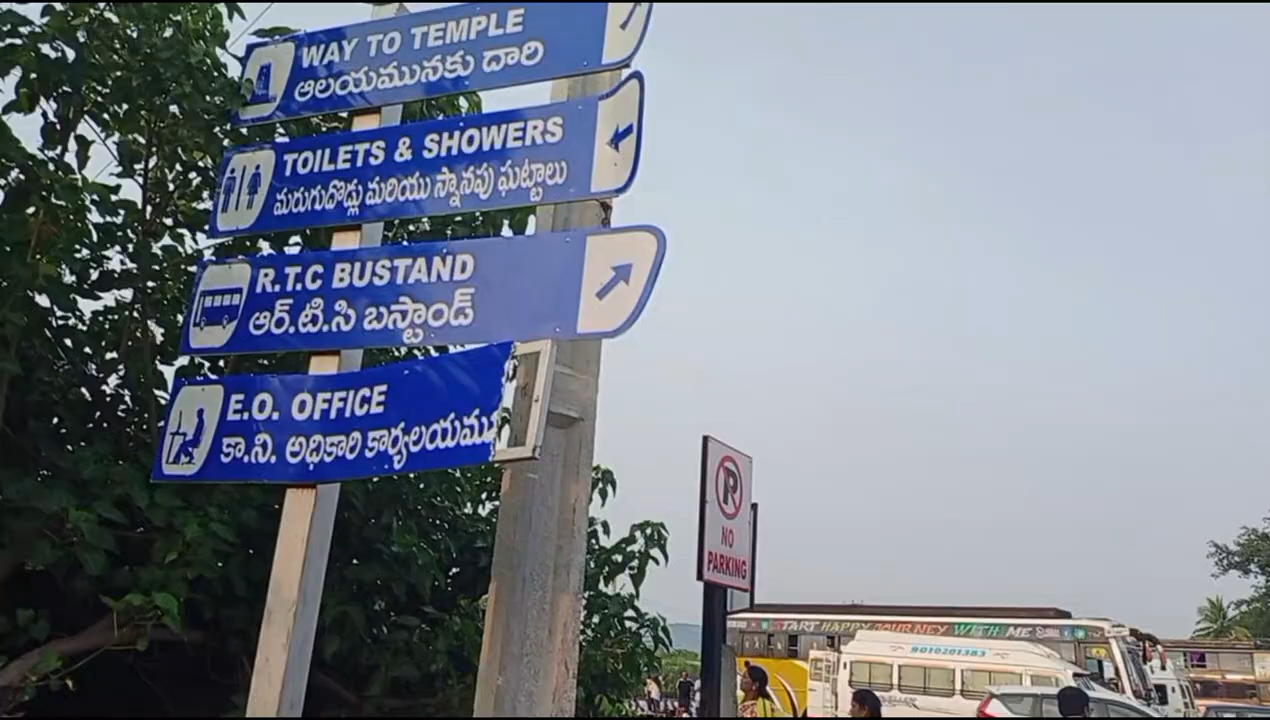 WAY TO TEMPLE
ఆలయమునకు దారి
TOILETS & SHOWERS
మరుగుదొడ్లు మరియు స్నానపు ఘట్టాలు
R.T.C BUSTAND
ఆర్.టి.సి బస్టాండ్
E.O. OFFICE
కా.ని. అధికారి కార్యలయము
NO
PARKING
START HAPPY JOURNEY WITH ME
9010201383